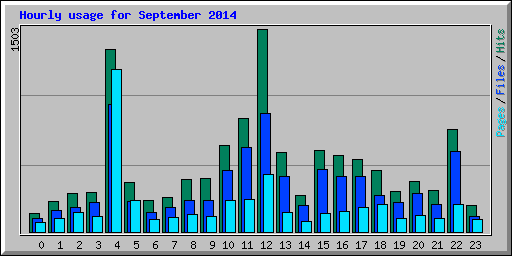 Hourly usage for September 2014
1503
Pages/Files/Hits
0 1 2 3 4 5 6 7 8 9 10 11 12 13 14 15 16 17 18 19 20 21 22 23